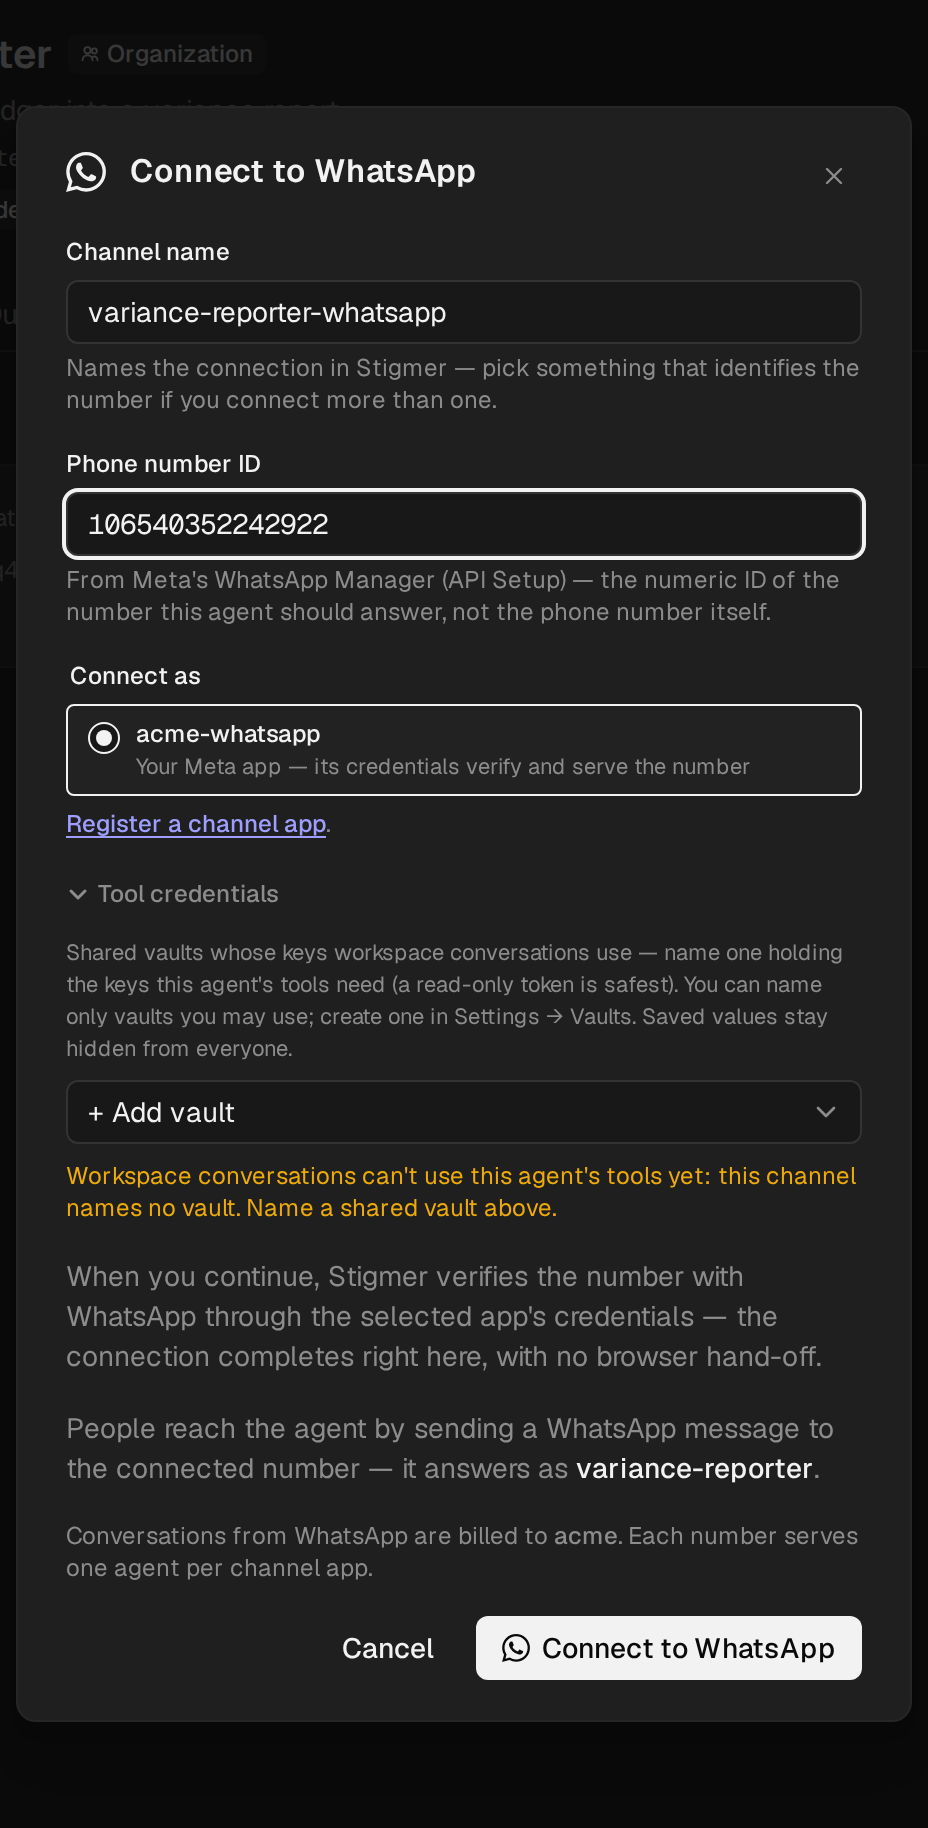 ter Organization
Connect to WhatsApp
Channel name
variance-reporter-whatsapp
Names the connection in Stigmer — pick something that identifies the
number if you connect more than one.
Phone number ID
106540352242922
From Meta's WhatsApp Manager (API Setup) — the numeric ID of the
number this agent should answer, not the phone number itself.
Connect as
acme-whatsapp
Your Meta app — its credentials verify and serve the number
Register a channel app.
Tool credentials
Shared vaults whose keys workspace conversations use — name one holding
the keys this agent's tools need (a read-only token is safest). You can name
only vaults you may use; create one in Settings → Vaults. Saved values stay
hidden from everyone.
+ Add vault
Workspace conversations can't use this agent's tools yet: this channel
names no vault. Name a shared vault above.
When you continue, Stigmer verifies the number with
WhatsApp through the selected app's credentials — the
connection completes right here, with no browser hand-off.
People reach the agent by sending a WhatsApp message to
the connected number — it answers as variance-reporter.
Conversations from WhatsApp are billed to acme. Each number serves
one agent per channel app.
Cancel Connect to WhatsApp